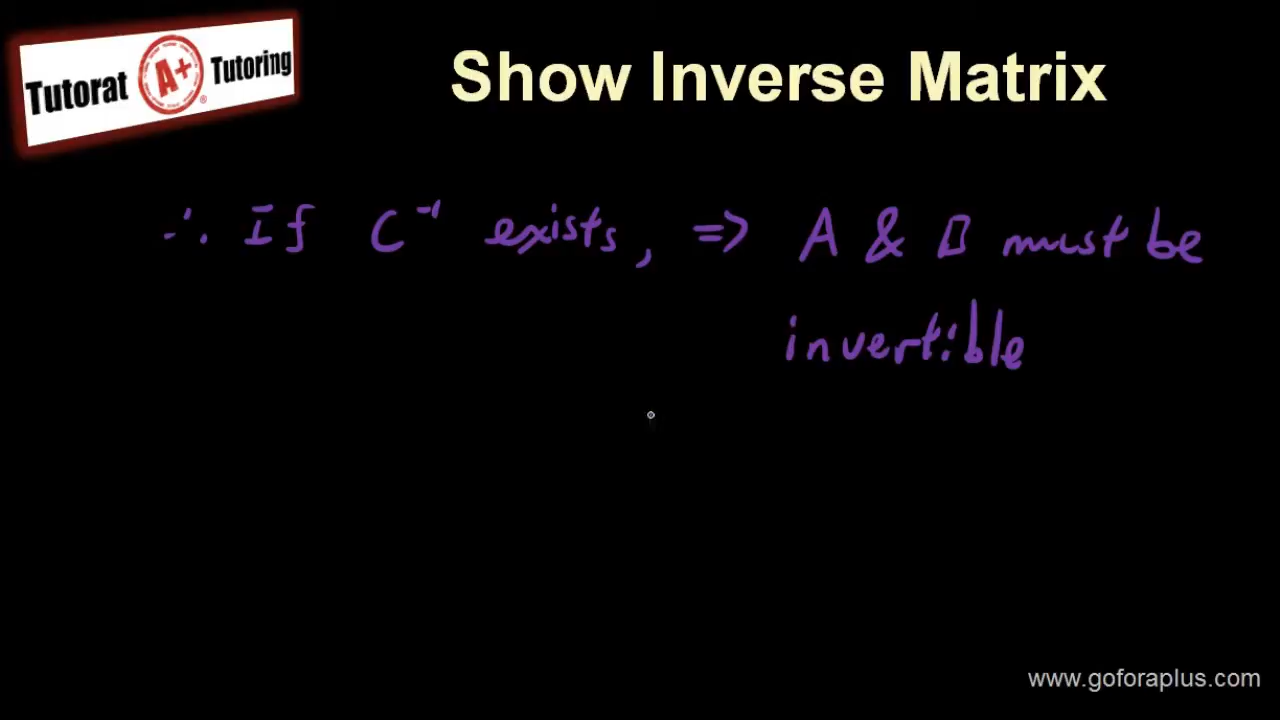 Tutorat A+ Tutoring
Show Inverse Matrix
∴ If C⁻¹ exists, => A & D must be
invertible
www.goforaplus.com